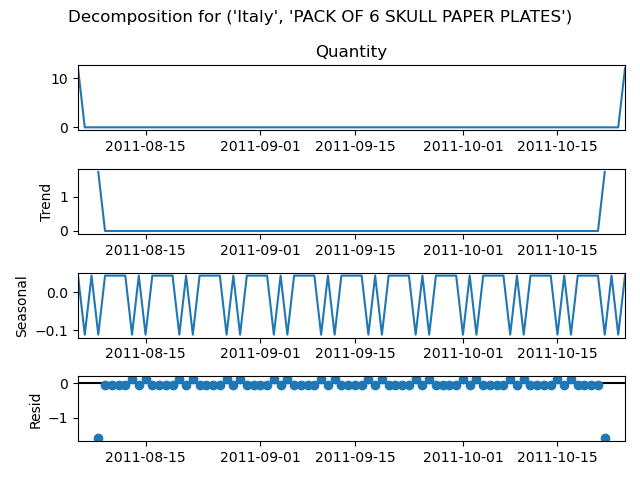 Decomposition for ('Italy', 'PACK OF 6 SKULL PAPER PLATES')
Quantity
10
0
2011-08-15 2011-09-01 2011-09-15 2011-10-01 2011-10-15
Trend
1
0
2011-08-15 2011-09-01 2011-09-15 2011-10-01 2011-10-15
Seasonal
0.0
−0.1
2011-08-15 2011-09-01 2011-09-15 2011-10-01 2011-10-15
Resid
0
−1
2011-08-15 2011-09-01 2011-09-15 2011-10-01 2011-10-15